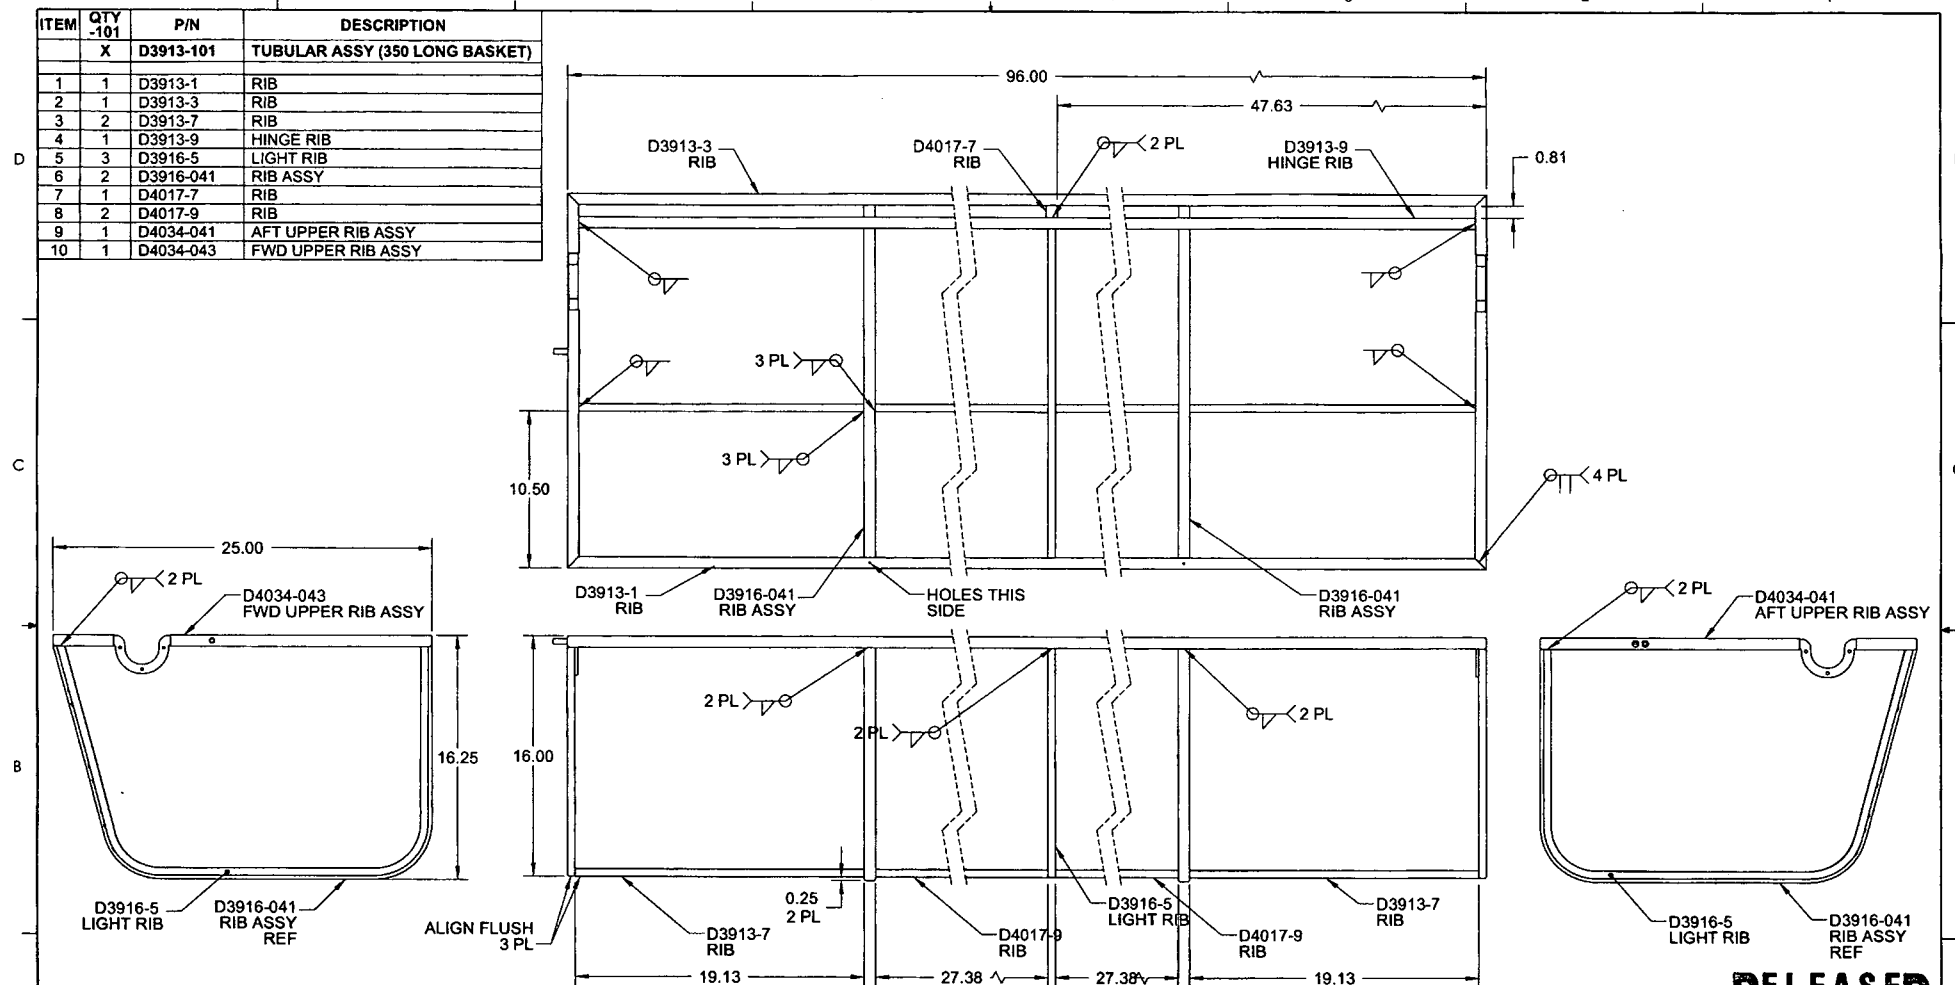 ITEM QTY -101 P/N DESCRIPTION
X D3913-101 TUBULAR ASSY (350 LONG BASKET)
1 1 D3913-1 RIB
2 1 D3913-3 RIB
3 2 D3913-7 RIB
4 1 D3913-9 HINGE RIB
5 3 D3916-5 LIGHT RIB
6 2 D3916-041 RIB ASSY
7 1 D4017-7 RIB
8 2 D4017-9 RIB
9 1 D4034-041 AFT UPPER RIB ASSY
10 1 D4034-043 FWD UPPER RIB ASSY
D
C
B
96.00
47.63
D3913-3
RIB
D4017-7
RIB
2 PL
D3913-9
HINGE RIB
0.81
3 PL
3 PL
10.50
4 PL
D3913-1
RIB
D3916-041
RIB ASSY
HOLES THIS
SIDE
D3916-041
RIB ASSY
25.00
2 PL
D4034-043
FWD UPPER RIB ASSY
16.25
D3916-5
LIGHT RIB
D3916-041
RIB ASSY
REF
16.00
2 PL
2 PL
2 PL
0.25
2 PL
ALIGN FLUSH
3 PL
D3913-7
RIB
D4017-9
RIB
D3916-5
LIGHT RIB
D4017-9
RIB
D3913-7
RIB
19.13
27.38
27.38
19.13
2 PL
D4034-041
AFT UPPER RIB ASSY
D3916-5
LIGHT RIB
D3916-041
RIB ASSY
REF
RELEASED